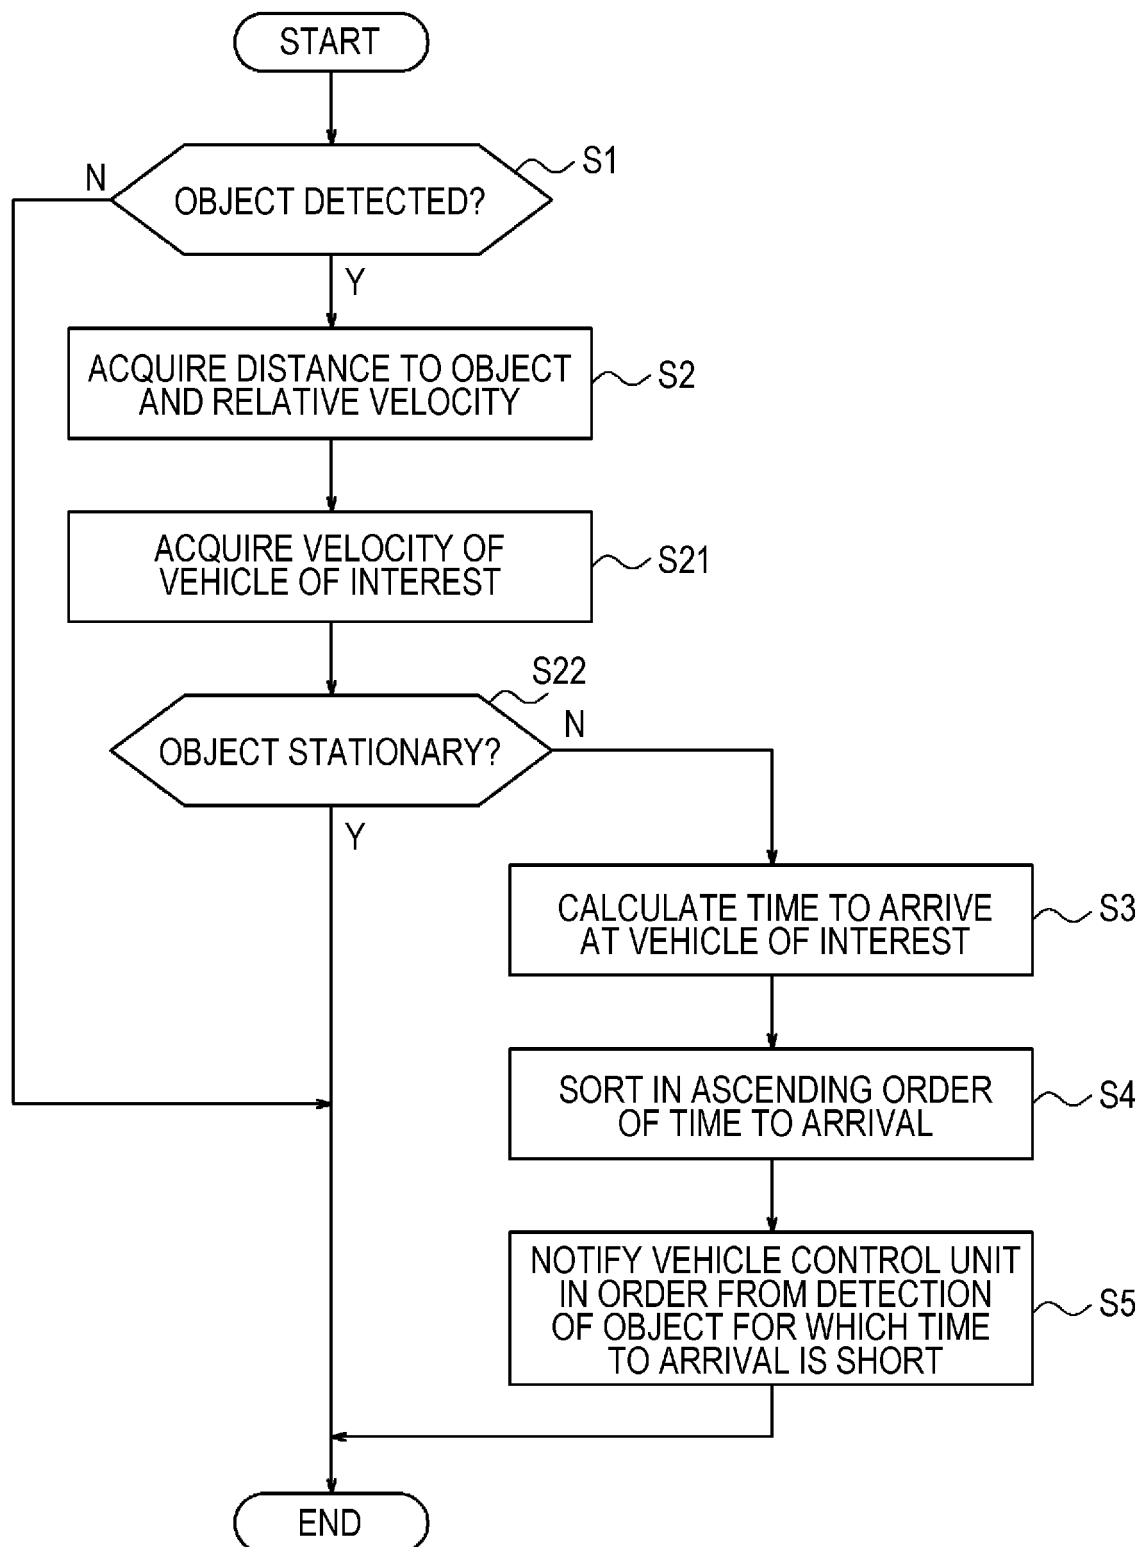 START
S1
N
OBJECT DETECTED?
Y
ACQUIRE DISTANCE TO OBJECT
AND RELATIVE VELOCITY
S2
ACQUIRE VELOCITY OF
VEHICLE OF INTEREST
S21
S22
N
OBJECT STATIONARY?
Y
CALCULATE TIME TO ARRIVE
AT VEHICLE OF INTEREST
S3
SORT IN ASCENDING ORDER
OF TIME TO ARRIVAL
S4
NOTIFY VEHICLE CONTROL UNIT
IN ORDER FROM DETECTION
OF OBJECT FOR WHICH TIME
TO ARRIVAL IS SHORT
S5
END